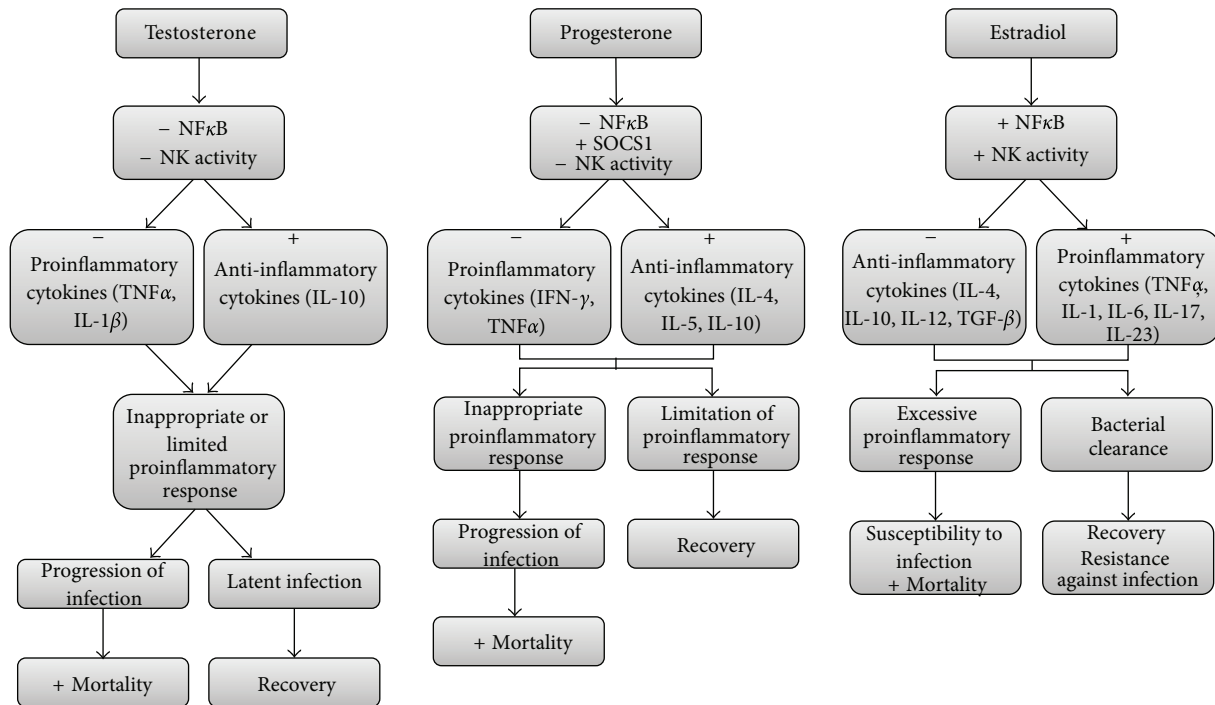 Testosterone
− NFκB
− NK activity
−
Proinflammatory
cytokines (TNFα,
IL-1β)
+
Anti-inflammatory
cytokines (IL-10)
Inappropriate or
limited
proinflammatory
response
Progression of
infection
Latent infection
+ Mortality
Recovery
Progesterone
− NFκB
+ SOCS1
− NK activity
−
Proinflammatory
cytokines (IFN-γ,
TNFα)
+
Anti-inflammatory
cytokines (IL-4,
IL-5, IL-10)
Inappropriate
proinflammatory
response
Limitation of
proinflammatory
response
Progression of
infection
Recovery
+ Mortality
Estradiol
+ NFκB
+ NK activity
−
Anti-inflammatory
cytokines (IL-4,
IL-10, IL-12, TGF-β)
+
Proinflammatory
cytokines (TNFα,
IL-1, IL-6, IL-17,
IL-23)
Excessive
proinflammatory
response
Bacterial
clearance
Susceptibility to
infection
+ Mortality
Recovery
Resistance
against infection